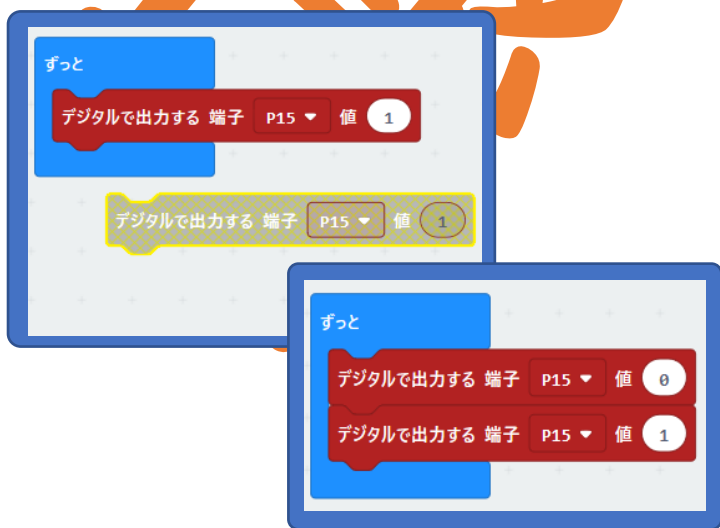 ずっと
デジタルで出力する 端子 P15 値 1
デジタルで出力する 端子 P15 値 1
ずっと
デジタルで出力する 端子 P15 値 0
デジタルで出力する 端子 P15 値 1